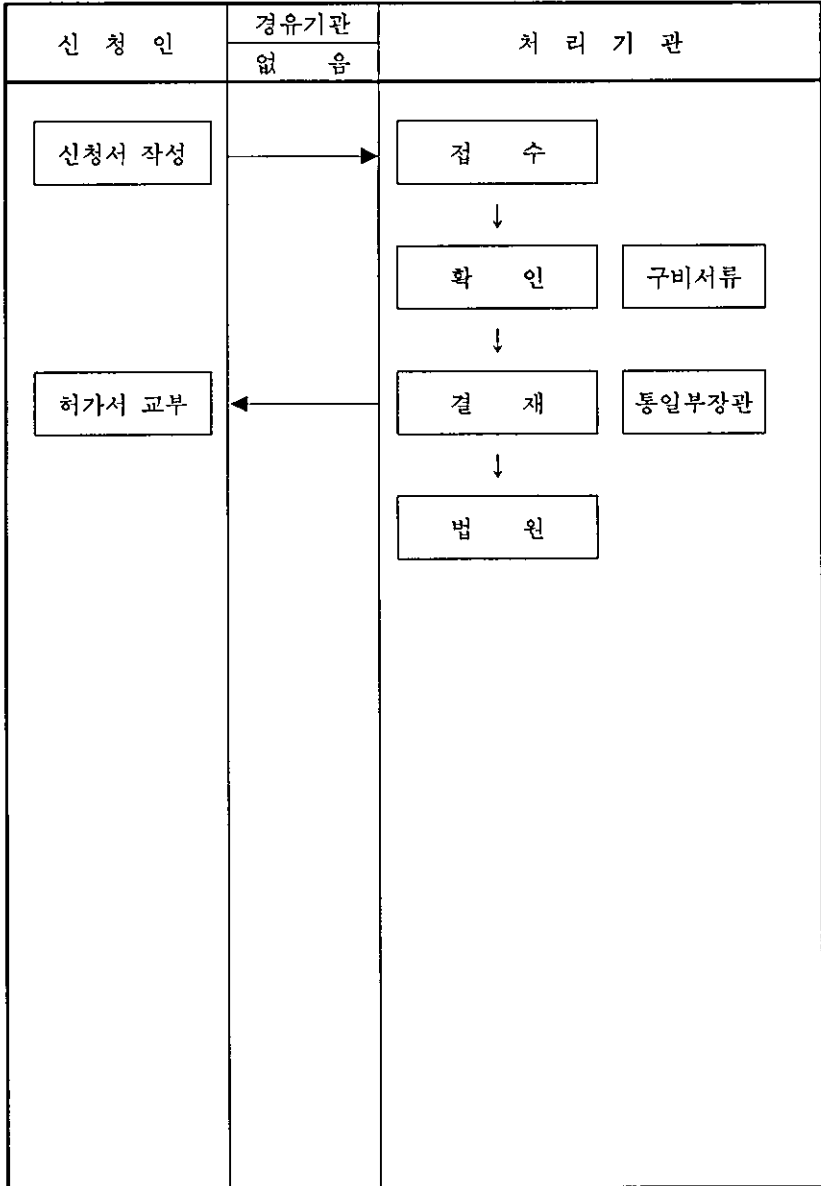 신 청 인
경유기관
없 음
처 리 기 관
신청서 작성
접 수
↓
확 인
구비서류
↓
허가서 교부
결 재
통일부장관
↓
법 원